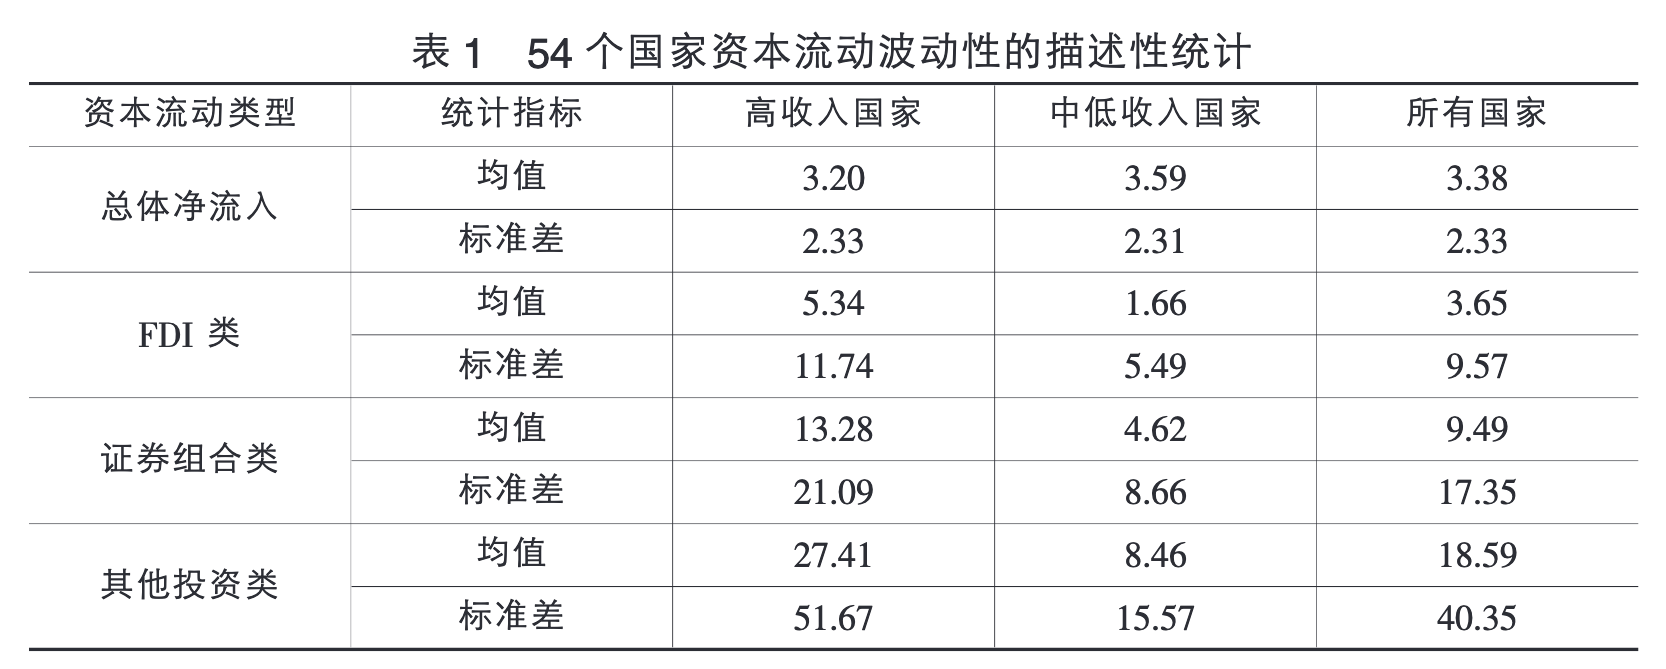 表 1 54 个国家资本流动波动性的描述性统计
资本流动类型 统计指标 高收入国家 中低收入国家 所有国家
总体净流入 均值 3.20 3.59 3.38
标准差 2.33 2.31 2.33
FDI 类 均值 5.34 1.66 3.65
标准差 11.74 5.49 9.57
证券组合类 均值 13.28 4.62 9.49
标准差 21.09 8.66 17.35
其他投资类 均值 27.41 8.46 18.59
标准差 51.67 15.57 40.35